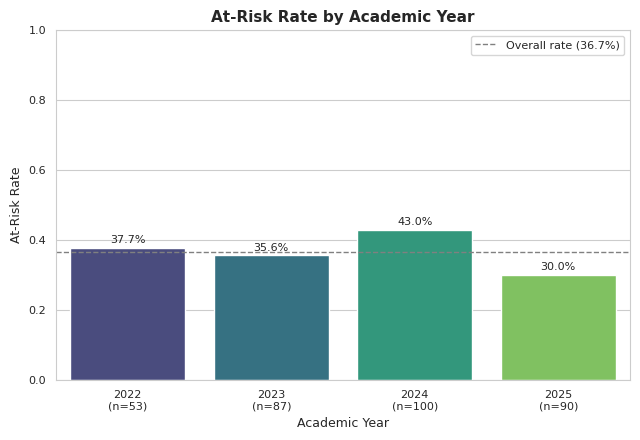 At-Risk Rate by Academic Year
1.0
Overall rate (36.7%)
0.8
0.6
At-Risk Rate
43.0%
0.4
37.7%
35.6%
30.0%
0.2
0.0
2022 2023 2024 2025
(n=53) (n=87) (n=100) (n=90)
Academic Year